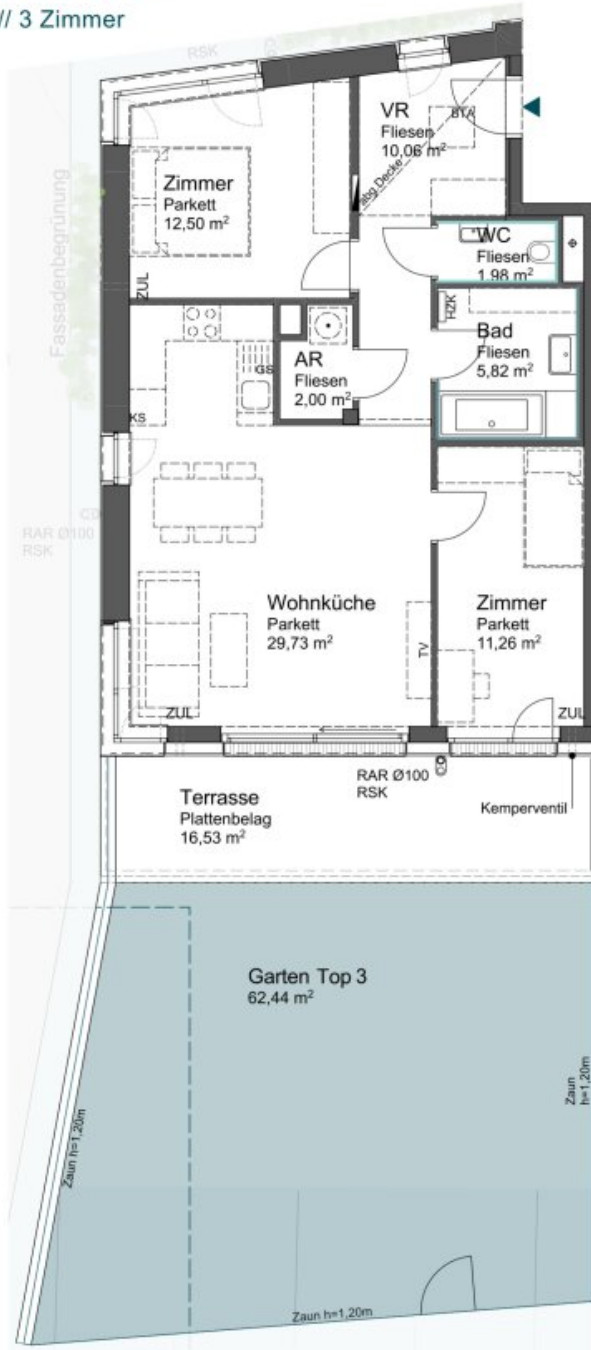 // 3 Zimmer
RSK
CD
VR
Fliesen
10,06 m²
BTA
abg Decke
Zimmer
Parkett
12,50 m²
Fassadenbegrünung
ZUL
WC
Fliesen
1,98 m²
HZK
Bad
Fliesen
5,82 m²
AR
Fliesen
2,00 m²
GS
KS
CD
RAR Ø100
RSK
Wohnküche
Parkett
29,73 m²
TV
Zimmer
Parkett
11,26 m²
ZUL
ZUL
RAR Ø100
RSK
Kemperventil
Terrasse
Plattenbelag
16,53 m²
Garten Top 3
62,44 m²
Zaun
h=1,20m
Zaun h=1,20m
Zaun h=1,20m